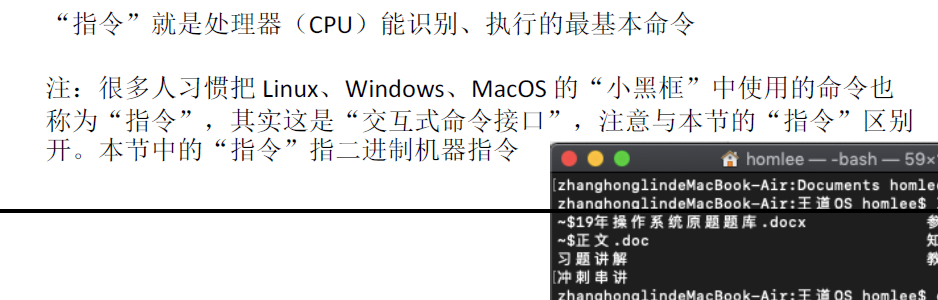 “指令”就是处理器（CPU）能识别、执行的最基本命令
注：很多人习惯把 Linux、Windows、MacOS 的“小黑框”中使用的命令也
称为“指令”，其实这是“交互式命令接口”，注意与本节的“指令”区别
开。本节中的“指令”指二进制机器指令
homlee — -bash — 59×
[zhanghonglindeMacBook-Air:Documents homle
zhanghonglindeMacBook-Air:王道OS homlee$
~$19年操作系统原题题库.docx
~$正文.doc
习题讲解
[冲刺串讲
zhanghonglindeMacBook-Air:王道OS homlee$